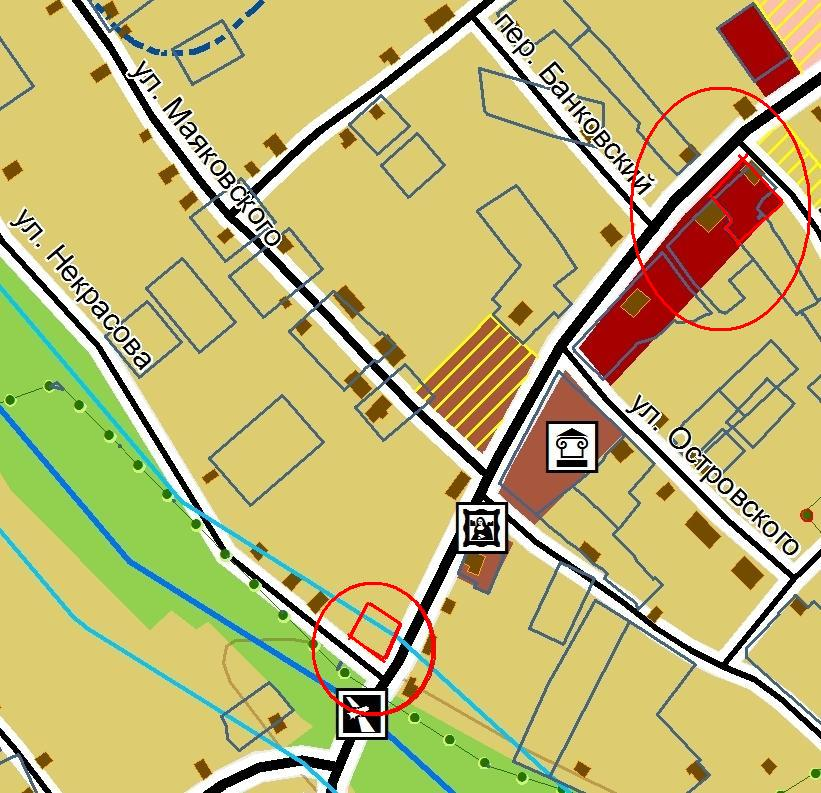 пер. Банковский
ул. Маяковского
ул. Некрасова
ул. Островского